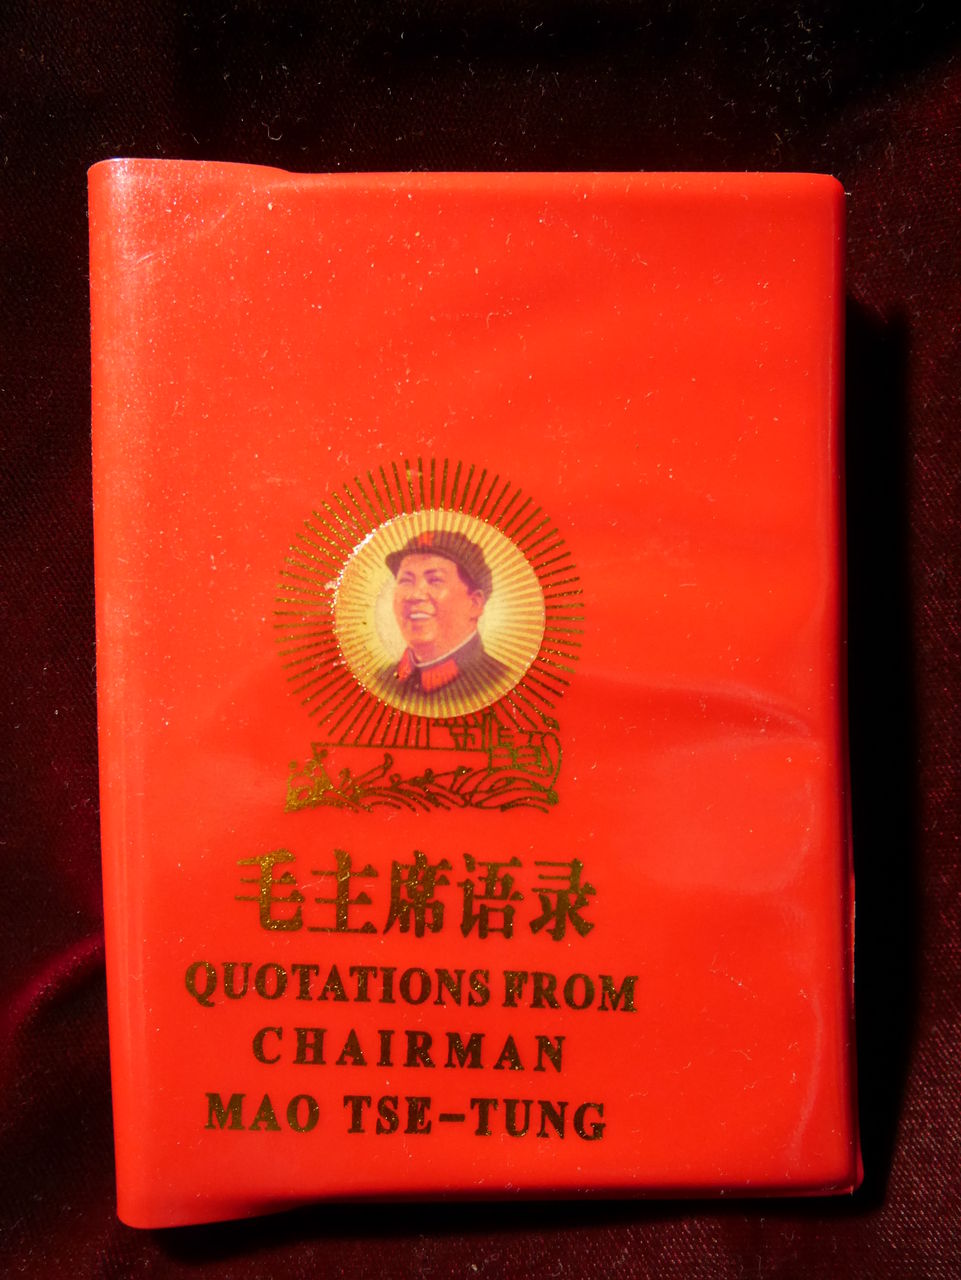 毛主席语录
QUOTATIONS FROM
CHAIRMAN
MAO TSE-TUNG